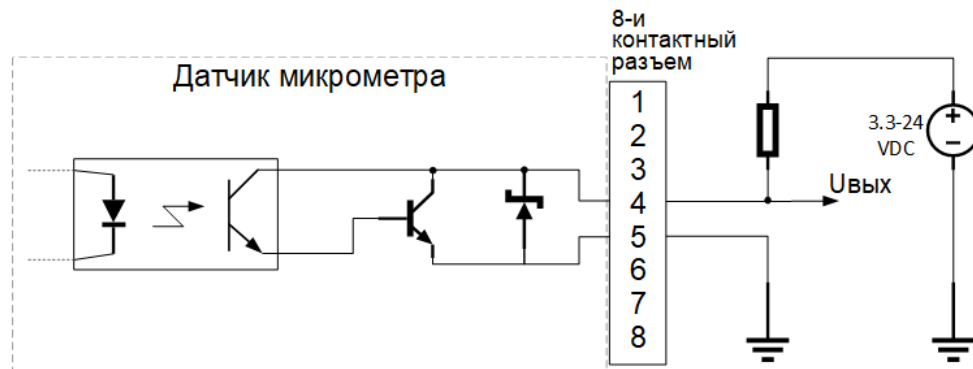 8-и
контактный
разъем
Датчик микрометра
1
2
3
4
5
6
7
8
3.3-24
VDC
+
−
Uвых